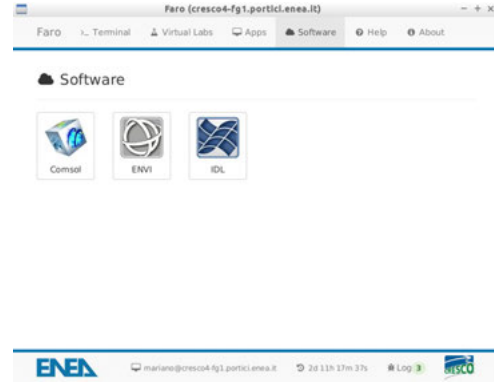 Faro (cresco4-fg1.portici.enea.it)
Faro >_ Terminal Virtual Labs Apps Software Help About
Software
Comsol ENVI IDL
ENEA mariano@cresco4-fg1.portici.enea.it 2d 11h 17m 37s Log 3